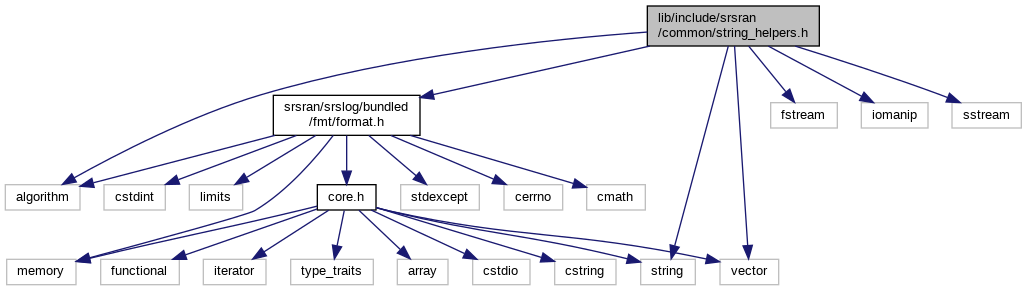 lib/include/srsran
/common/string_helpers.h
srsran/srslog/bundled
/fmt/format.h
fstream
iomanip
sstream
algorithm
cstdint
limits
core.h
stdexcept
cerrno
cmath
memory
functional
iterator
type_traits
array
cstdio
cstring
string
vector